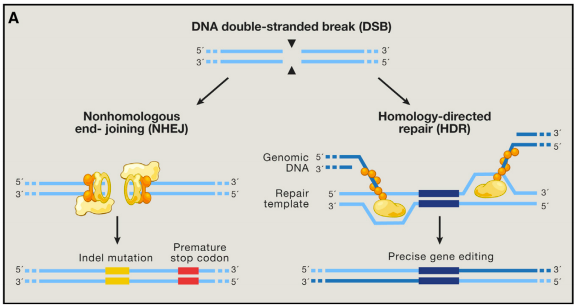 A
DNA double-stranded break (DSB)
5´ 3´
3´ 5´
Nonhomologous
end- joining (NHEJ)
Homology-directed
repair (HDR)
3´
5´
Genomic
DNA
5´
3´
5´ 3´
3´ 5´
Repair
template
5´ 3´
3´ 5´
Indel mutation
Premature
stop codon
Precise gene editing
5´ 3´
3´ 5´
5´ 3´
3´ 5´